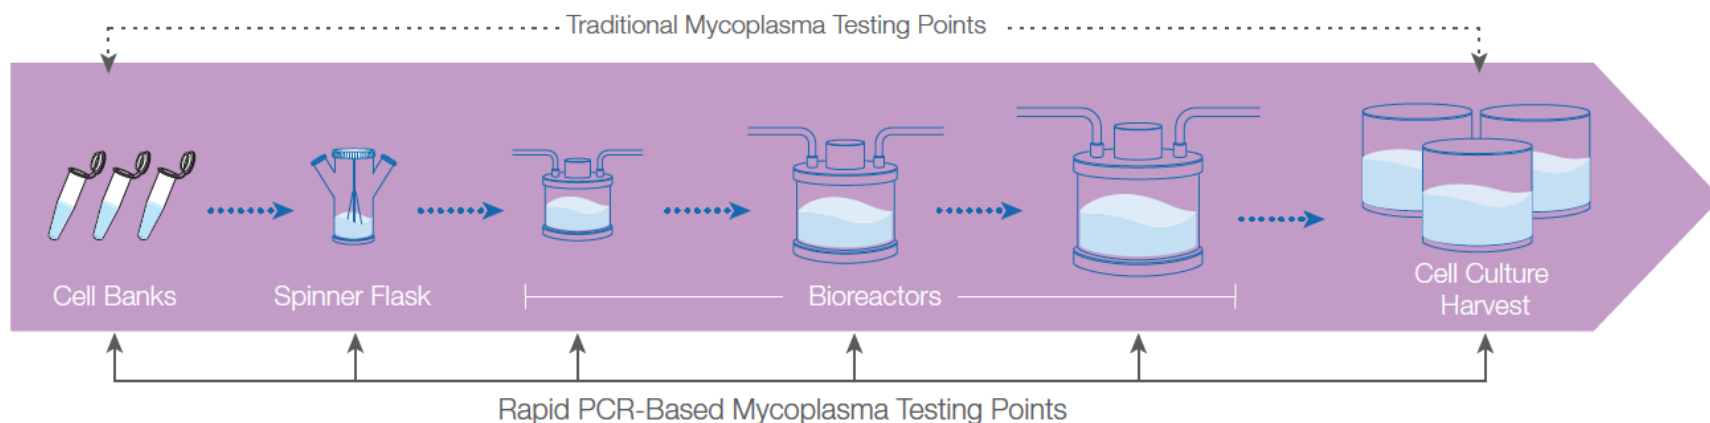 Traditional Mycoplasma Testing Points
Cell Banks
Spinner Flask
Bioreactors
Cell Culture
Harvest
Rapid PCR-Based Mycoplasma Testing Points